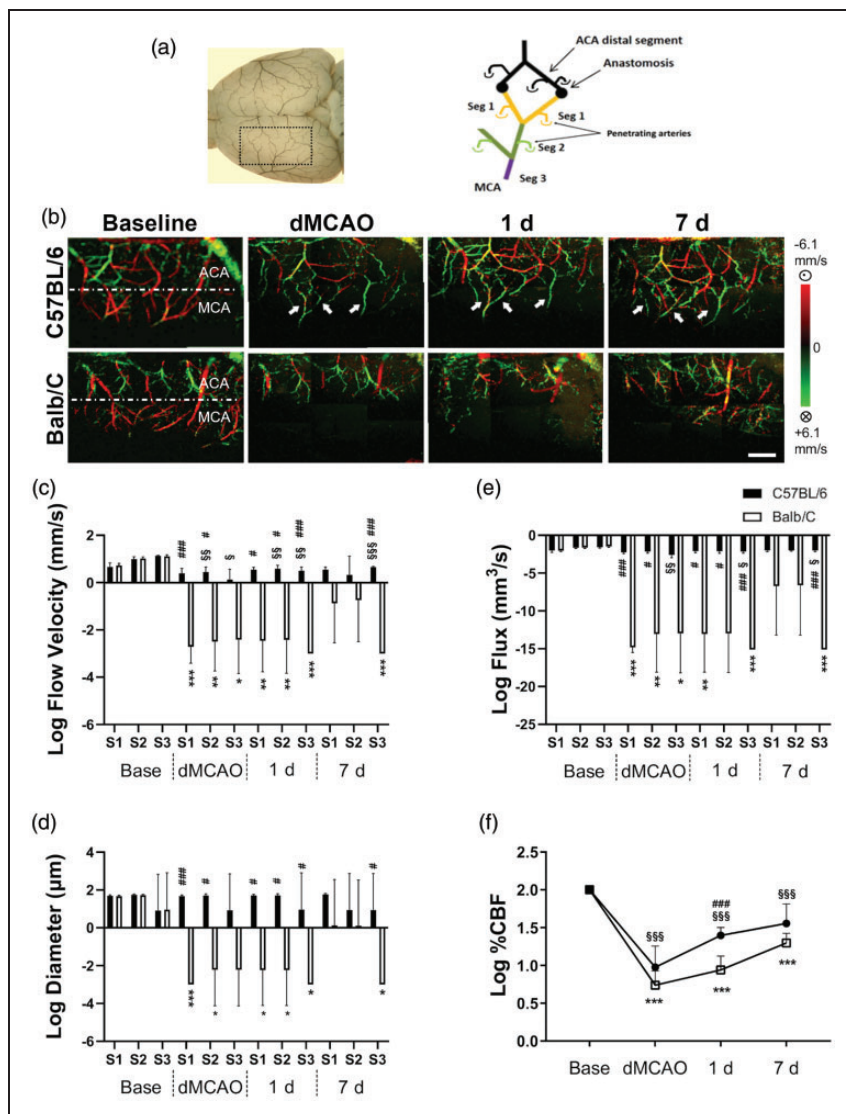 (a)
ACA distal segment
Anastomosis
Seg 1
Seg 1
Penetrating arteries
Seg 2
MCA
Seg 3
(b)
Baseline
dMCAO
1 d
7 d
C57BL/6
ACA
MCA
Balb/C
ACA
MCA
-6.1
mm/s
0
+6.1
mm/s
(c)
Log Flow Velocity (mm/s)
4
2
0
-2
-4
-6
###
§§ #
§
#
§§ #
§§ ###
§§§ ###
***
**
*
**
**
***
***
S1 S2 S3 S1 S2 S3 S1 S2 S3 S1 S2 S3
Base dMCAO 1 d 7 d
(e)
C57BL/6
Balb/C
Log Flux (mm³/s)
0
-5
-10
-15
-20
-25
###
#
§§
#
#
### §
### §
***
**
*
**
***
***
S1 S2 S3 S1 S2 S3 S1 S2 S3 S1 S2 S3
Base dMCAO 1 d 7 d
(d)
Log Diameter (µm)
4
2
0
-2
-4
-6
###
#
#
#
#
#
***
*
*
*
*
*
S1 S2 S3 S1 S2 S3 S1 S2 S3 S1 S2 S3
Base dMCAO 1 d 7 d
(f)
Log %CBF
2.5
2.0
1.5
1.0
0.5
0.0
§§§
###
§§§
§§§
***
***
***
Base dMCAO 1 d 7 d